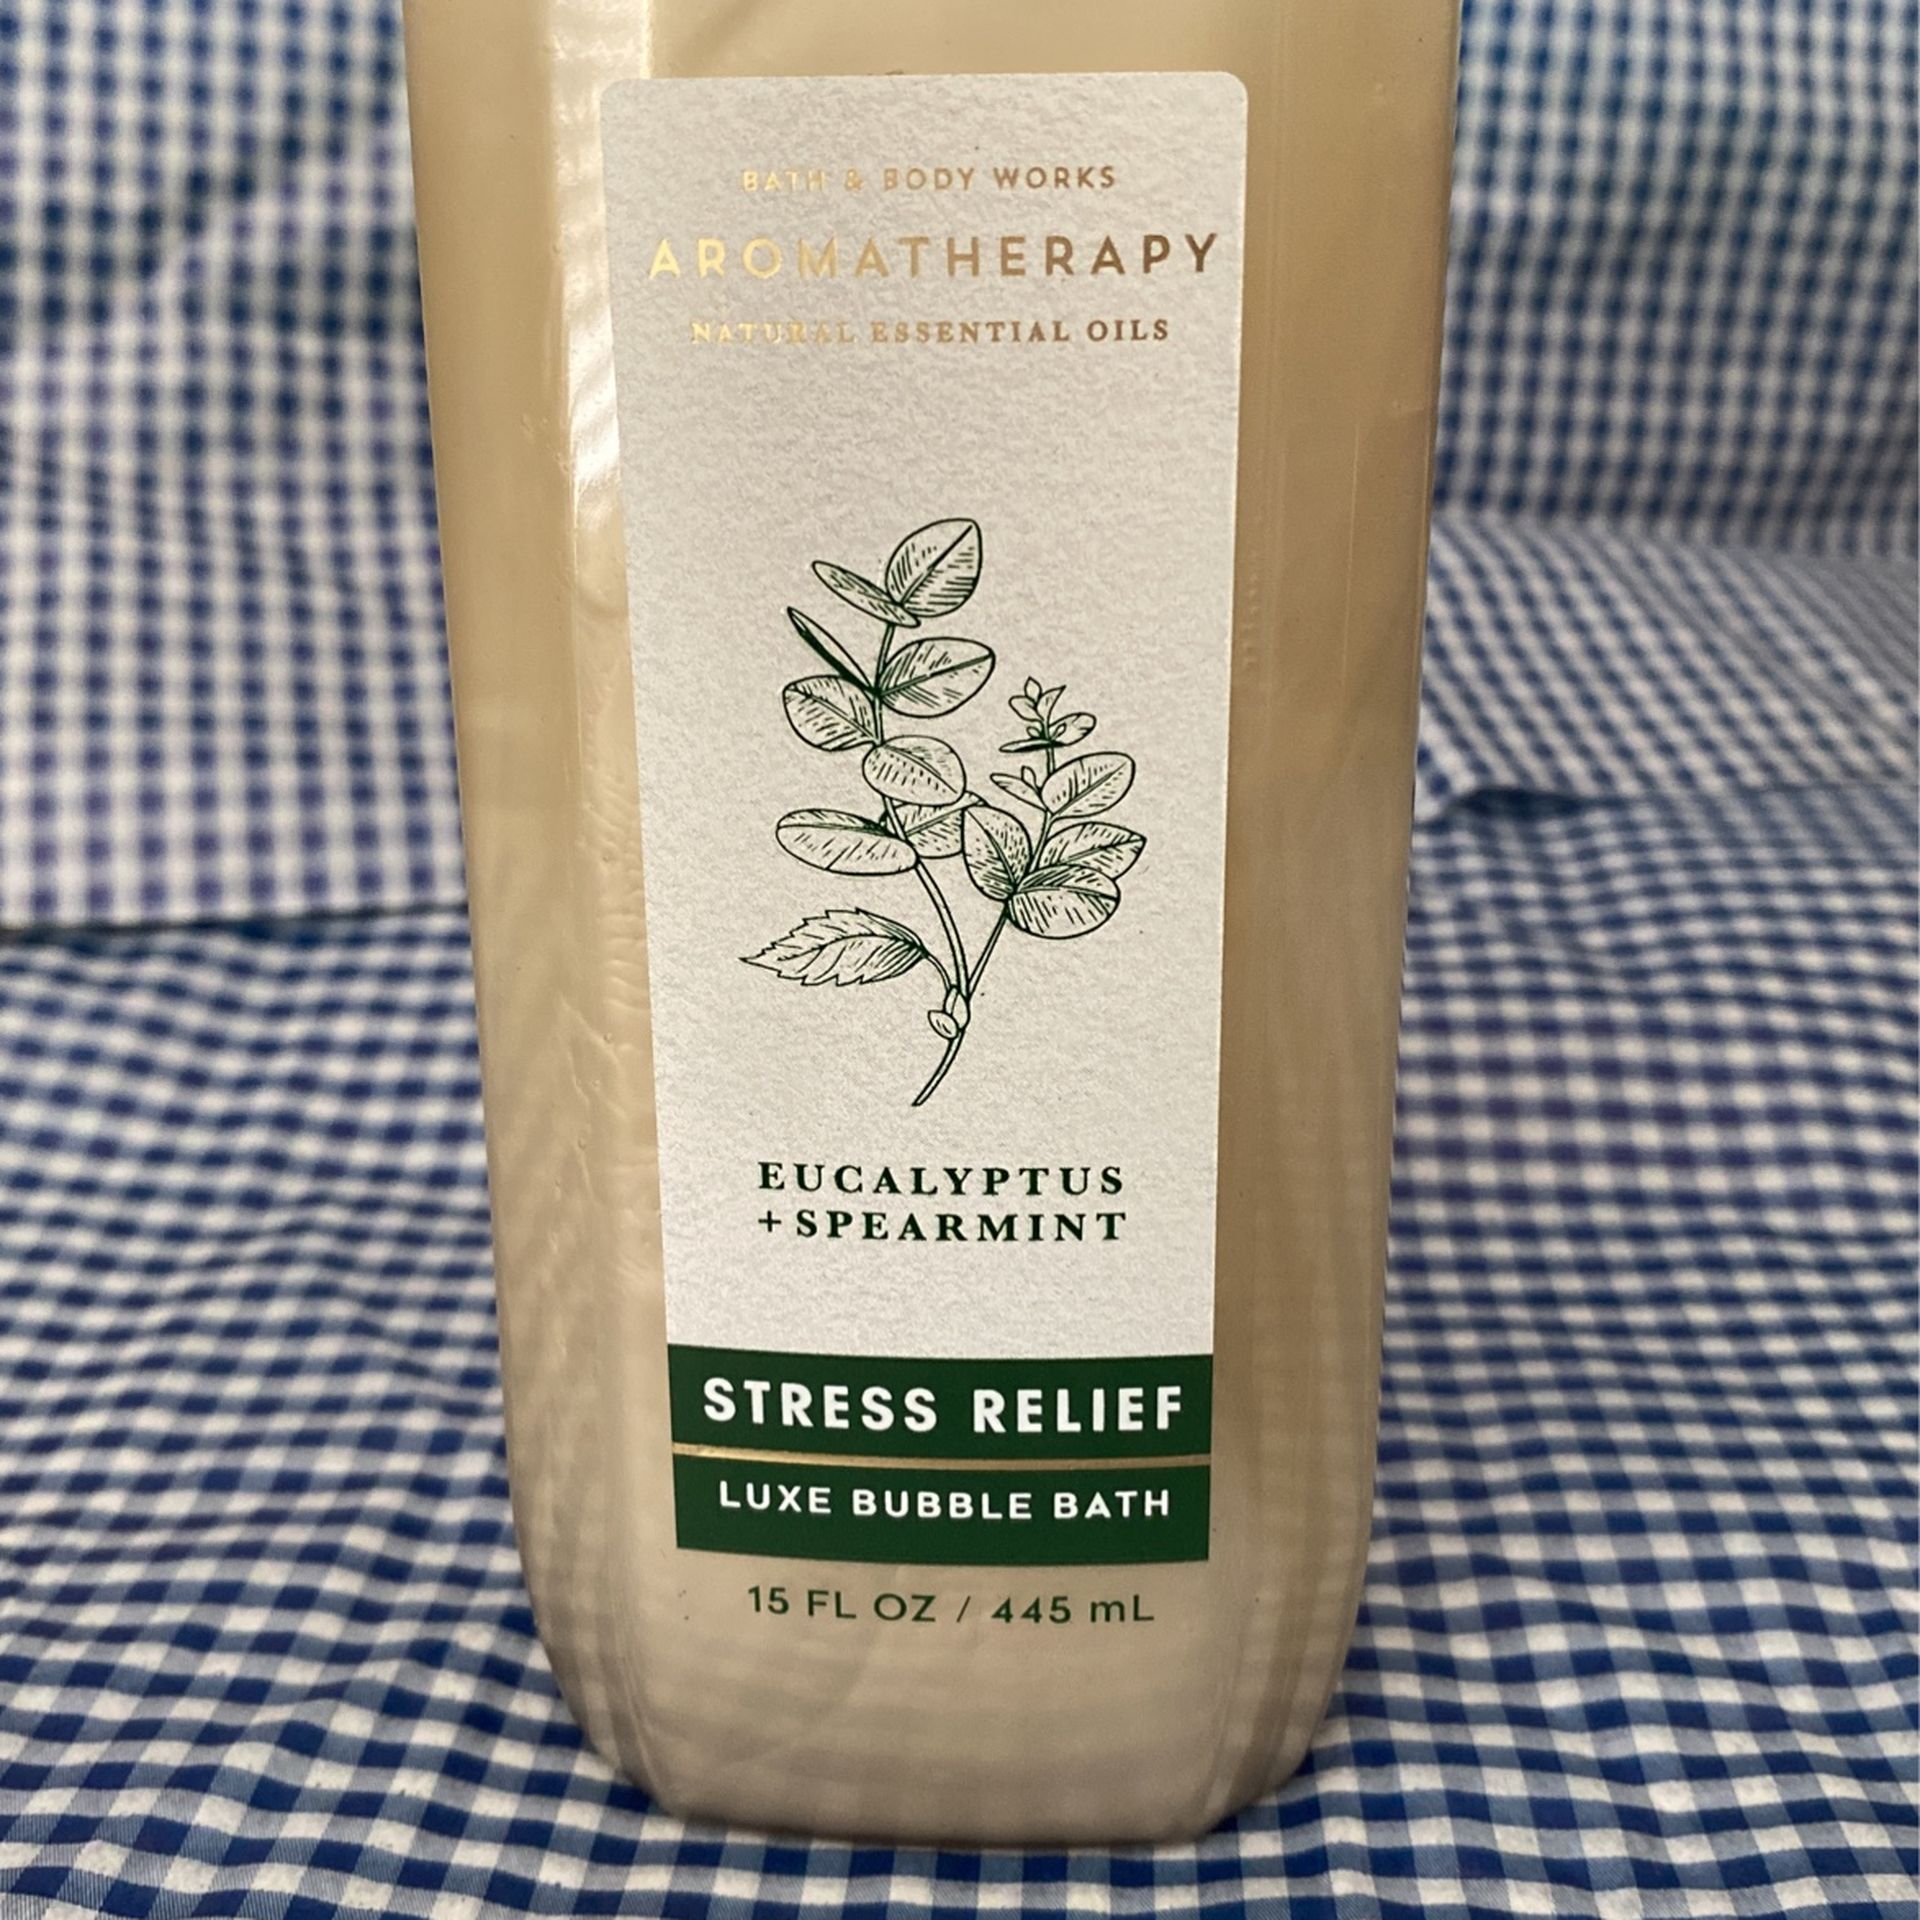 BATH & BODY WORKS
AROMATHERAPY
NATURAL ESSENTIAL OILS
EUCALYPTUS
+ SPEARMINT
STRESS RELIEF
LUXE BUBBLE BATH
15 FL OZ / 445 mL